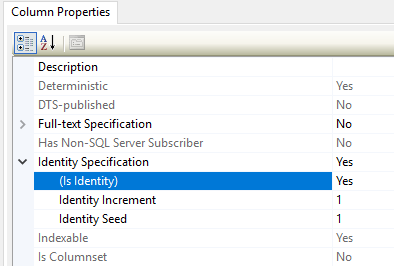 Column Properties
Description
Deterministic Yes
DTS-published No
Full-text Specification No
Has Non-SQL Server Subscriber No
Identity Specification Yes
(Is Identity) Yes
Identity Increment 1
Identity Seed 1
Indexable Yes
Is Columnset No